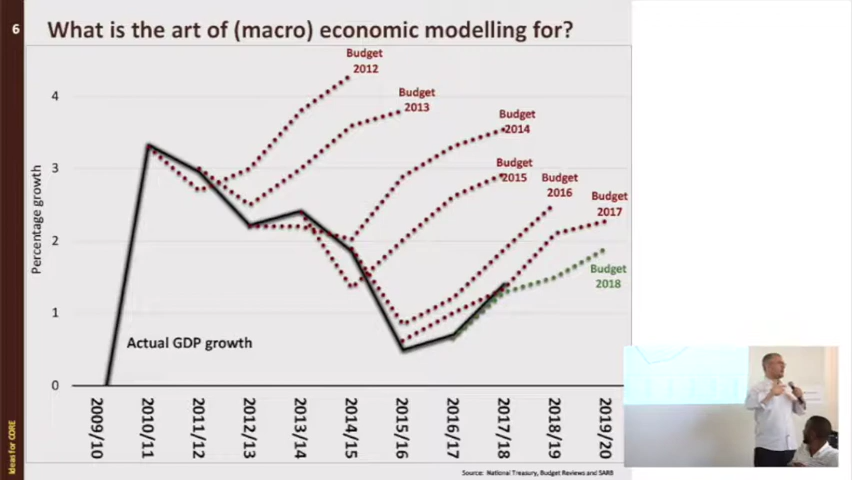 6
What is the art of (macro) economic modelling for?
Budget
2012
Budget
2013
Budget
2014
Budget
2015
Budget
2016
Budget
2017
Budget
2018
4
3
2
1
0
Percentage growth
Actual GDP growth
2009/10
2010/11
2011/12
2012/13
2013/14
2014/15
2015/16
2016/17
2017/18
2018/19
2019/20
Ideas for CORE
Source: National Treasury, Budget Reviews and SARB